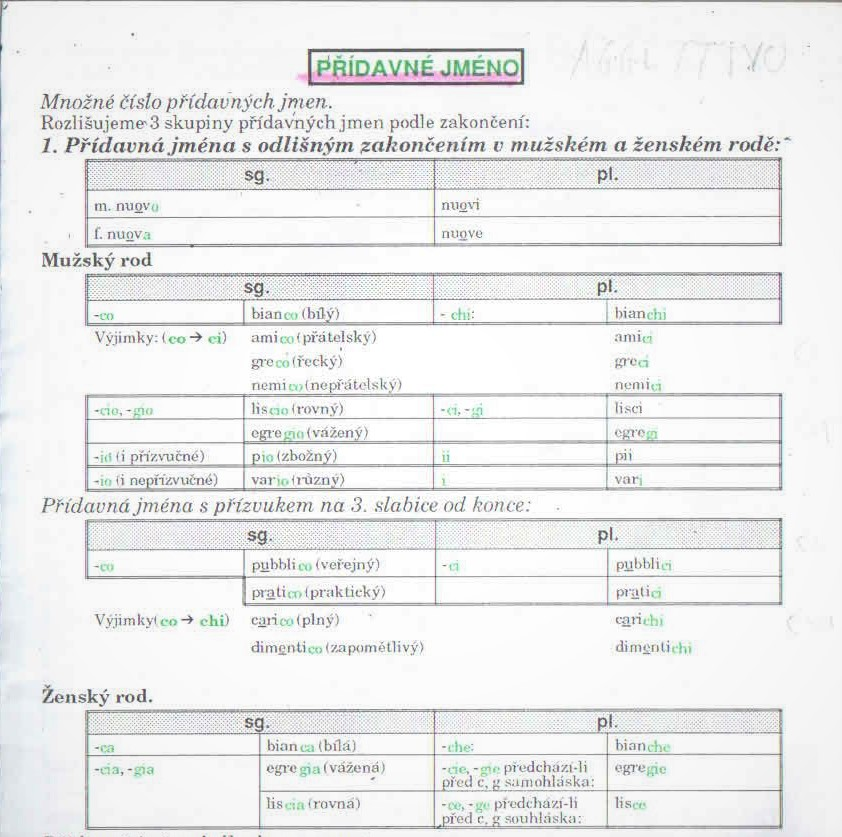 PŘÍDAVNÉ JMÉNO
Množné číslo přídavných jmen.
Rozlišujeme 3 skupiny přídavných jmen podle zakončení:
1. Přídavná jména s odlišným zakončením v mužském a ženském rodě:
sg. pl.
m. nuovo nuovi
f. nuova nuove
Mužský rod
sg. pl.
-co bianco (bílý) - chi: bianchi
Výjimky: (co → ci) amico (přátelský) amici
greco (řecký) greci
nemico (nepřátelský) nemici
-cio, -gio liscio (rovný) -ci, -gi lisci
egregio (vážený) egregi
-io (i přízvučné) pio (zbožný) ii pii
-io (i nepřízvučné) vario (různý) i vari
Přídavná jména s přízvukem na 3. slabice od konce:
sg. pl.
-co pubblico (veřejný) -ci pubblici
pratico (praktický) pratici
Výjimky(co → chi) carico (plný) carichi
dimentico (zapomětlivý) dimentichi
Ženský rod.
sg. pl.
-ca bianca (bílá) -che: bianche
-cia, -gia egregia (vážená) -cie, -gie předchází-li egregie
před c, g samohláska:
liscia (rovná) -ce, -ge předchází-li lisce
před c, g souhláska: